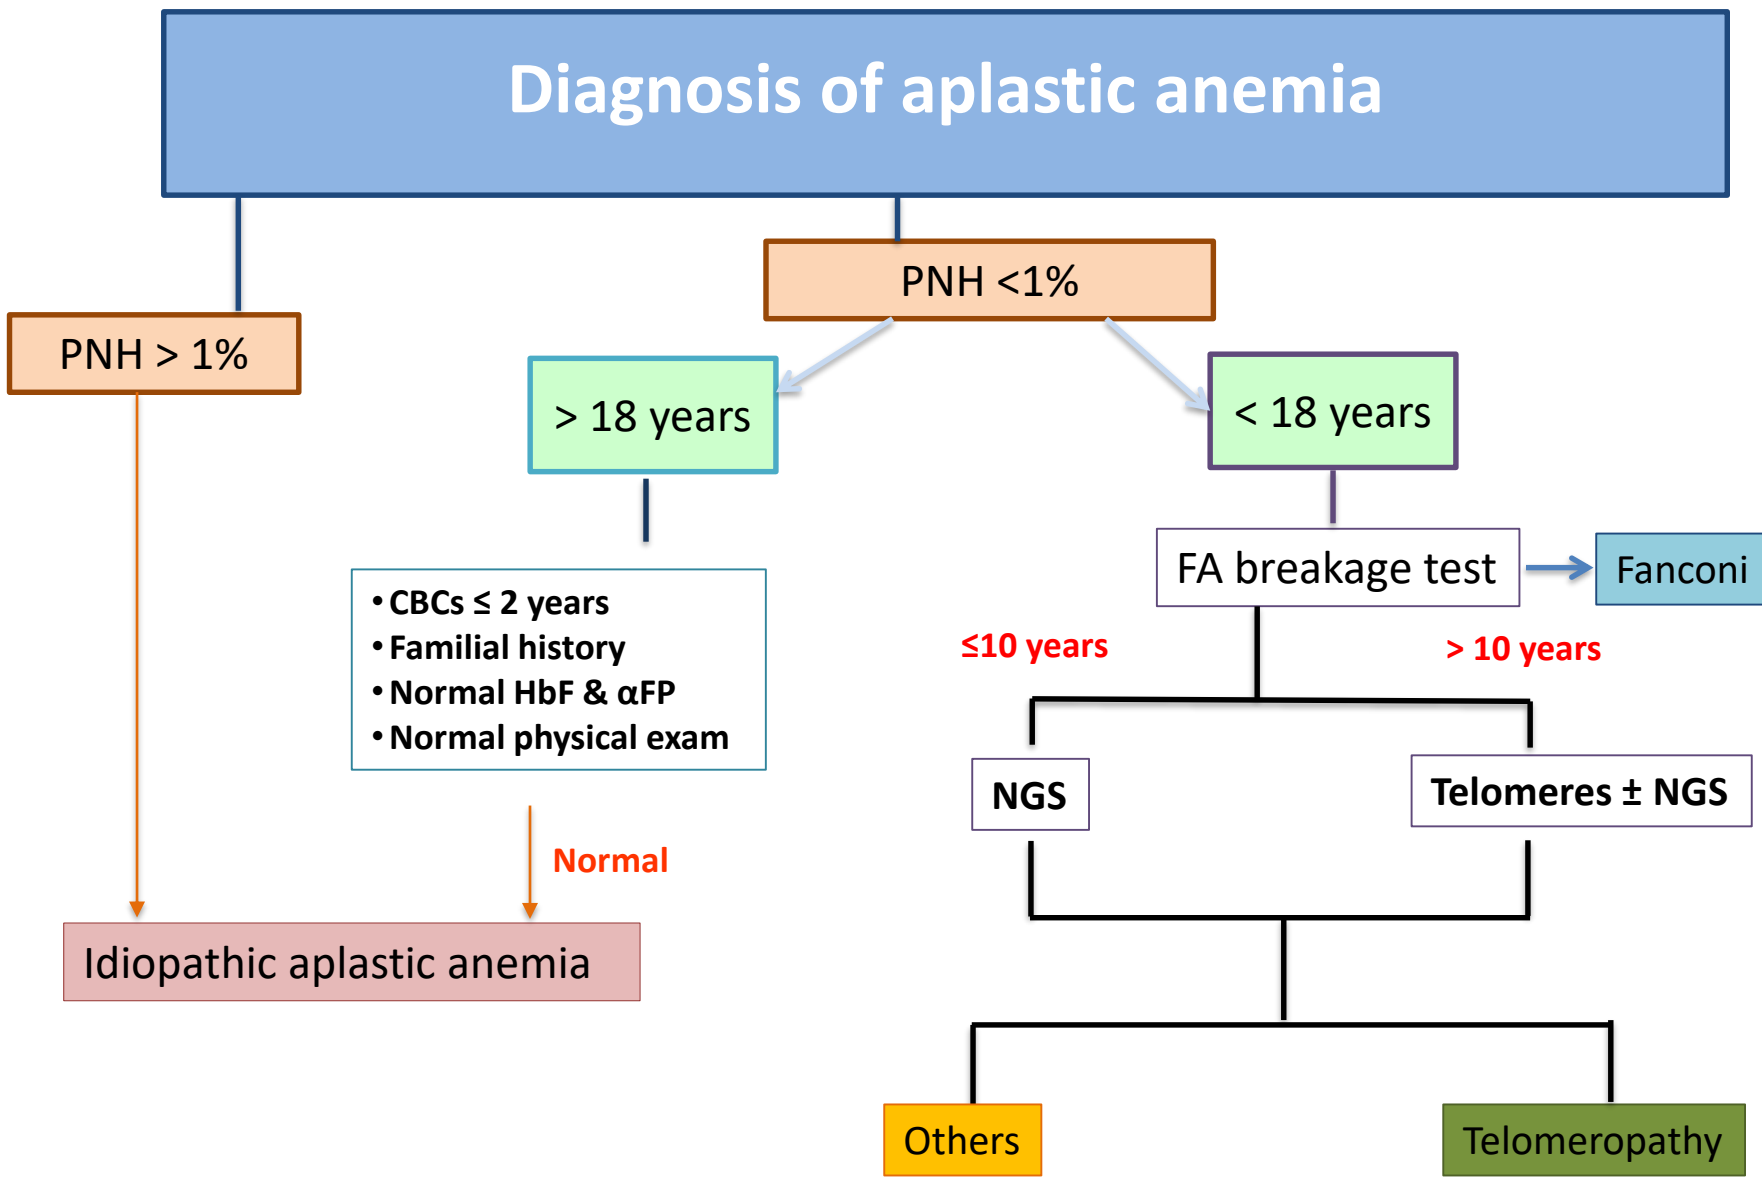 Diagnosis of aplastic anemia
PNH <1%
PNH > 1%
> 18 years
< 18 years
FA breakage test
Fanconi
• CBCs ≤ 2 years
• Familial history
• Normal HbF & αFP
• Normal physical exam
≤10 years
> 10 years
NGS
Telomeres ± NGS
Normal
Idiopathic aplastic anemia
Others
Telomeropathy